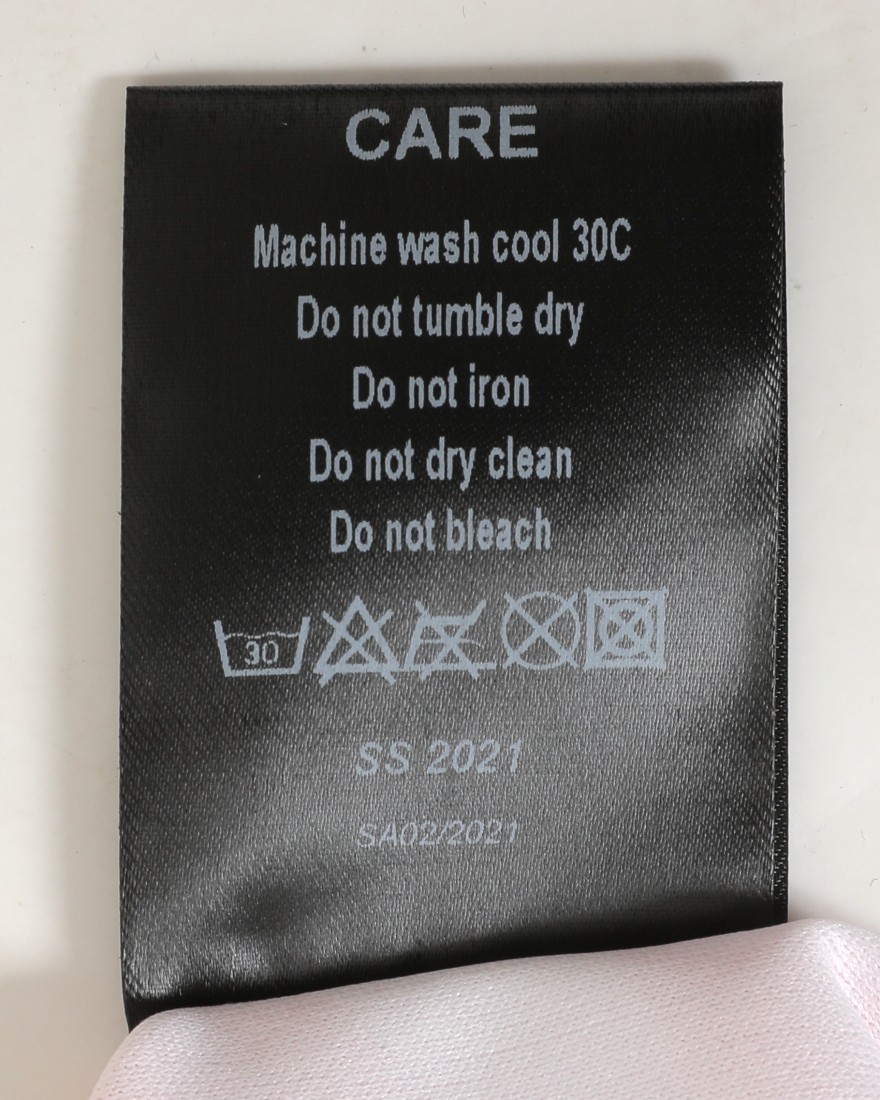 CARE
Machine wash cool 30C
Do not tumble dry
Do not iron
Do not dry clean
Do not bleach
30
SS 2021
SA02/2021